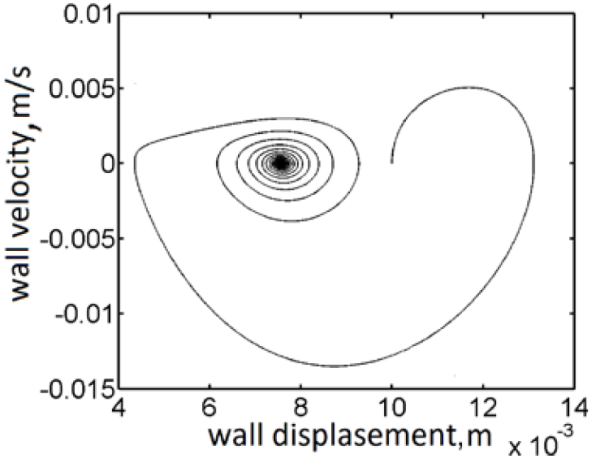 0.01
0.005
0
-0.005
-0.01
-0.015
wall velocity, m/s
4 6 8 10 12 14
wall displasement,m x 10⁻³